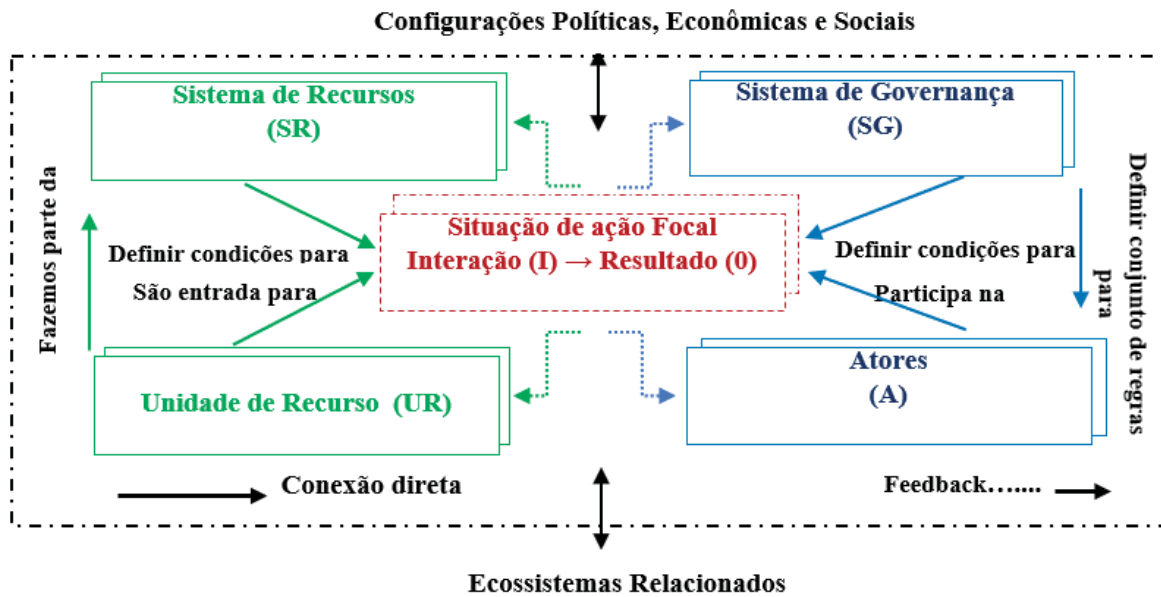 Configurações Políticas, Econômicas e Sociais
Sistema de Recursos
(SR)
Sistema de Governança
(SG)
Fazemos parte da
Definir condições para
São entrada para
Situação de ação Focal
Interação (I) → Resultado (0)
Definir condições para
Participa na
Definir conjunto de regras
para
Unidade de Recurso (UR)
Atores
(A)
Conexão direta
Feedback…....
Ecossistemas Relacionados